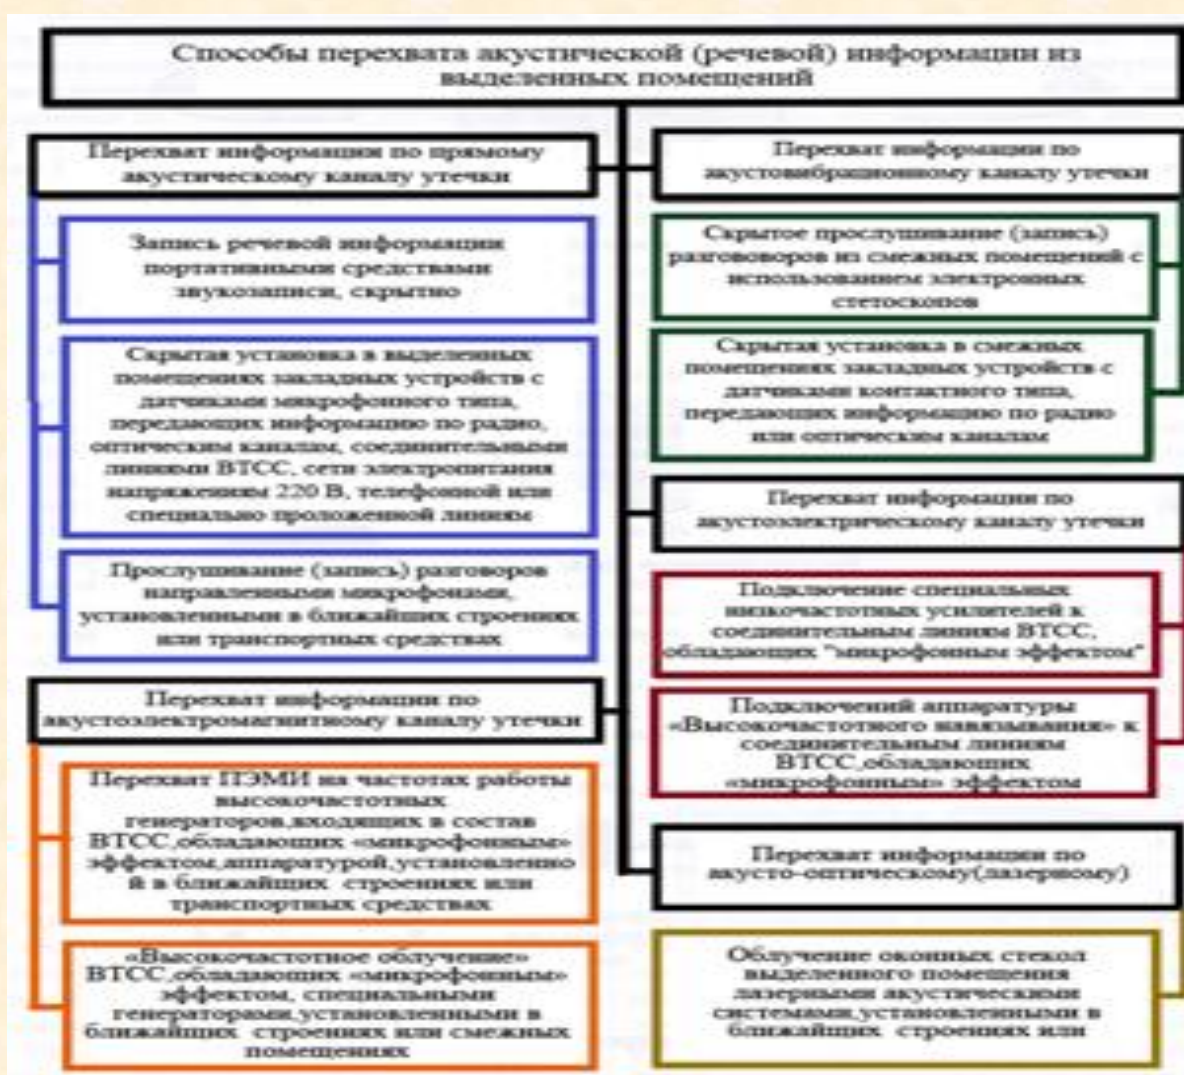 Способы перехвата акустической (речевой) информации из
выделенных помещений
Перехват информации по прямому
акустическому каналу утечки
Запись речевой информации
портативными средствами
звукозаписи, скрытно
Скрытая установка в выделенных
помещениях закладных устройств с
датчиками микрофонного типа,
передающих информацию по радио,
оптическим каналам, соединительными
линиями ВТСС, сети электропитания
напряжениям 220 В, телефонной или
специально проложенной линиям
Прослушивание (запись) разговоров
направленными микрофонами,
установленными в ближайших строениях
или транспортных средствах
Перехват информации по
акустоэлектромагнитному каналу утечки
Перехват ПЭМИ на частотах работы
высокочастотных
генераторов,входящих в состав
ВТСС,обладающих «микрофонным»
эффектом,аппаратурой,установленно
й в ближайщих строениях или
транспортных средствах
«Высокочастотное облучение»
ВТСС,обладающих «микрофонным»
эффектом, специальными
генераторами,установленными в
ближайщих строениях или смежных
помещениях
Перехват информации по
акустовибрационному каналу утечки
Скрытое прослушивание (запись)
разгововоров из смежных помещений с
использованием электронных
стетоскопов
Скрытая установка в смежных
помещениях закладных устройств с
датчиками контактного типа,
передающих информацию по радио
или оптическим каналам
Перехват информации по
акустоэлектрическому каналу утечки
Подключение специальных
низкочастотных усилителей к
соединительным линиям ВТСС,
обладающих "микрофонным эффектом"
Подключений аппаратуры
«Высокочастотного навязывания» к
соединительным линиям
ВТСС,обладающих
«микрофонным» эффектом
Перехват информации по
акусто-оптическому(лазерному)
Облучение оконных стекол
выделенного помещения
лазерными акустическими
системами,установленными в
ближайщих строениях или